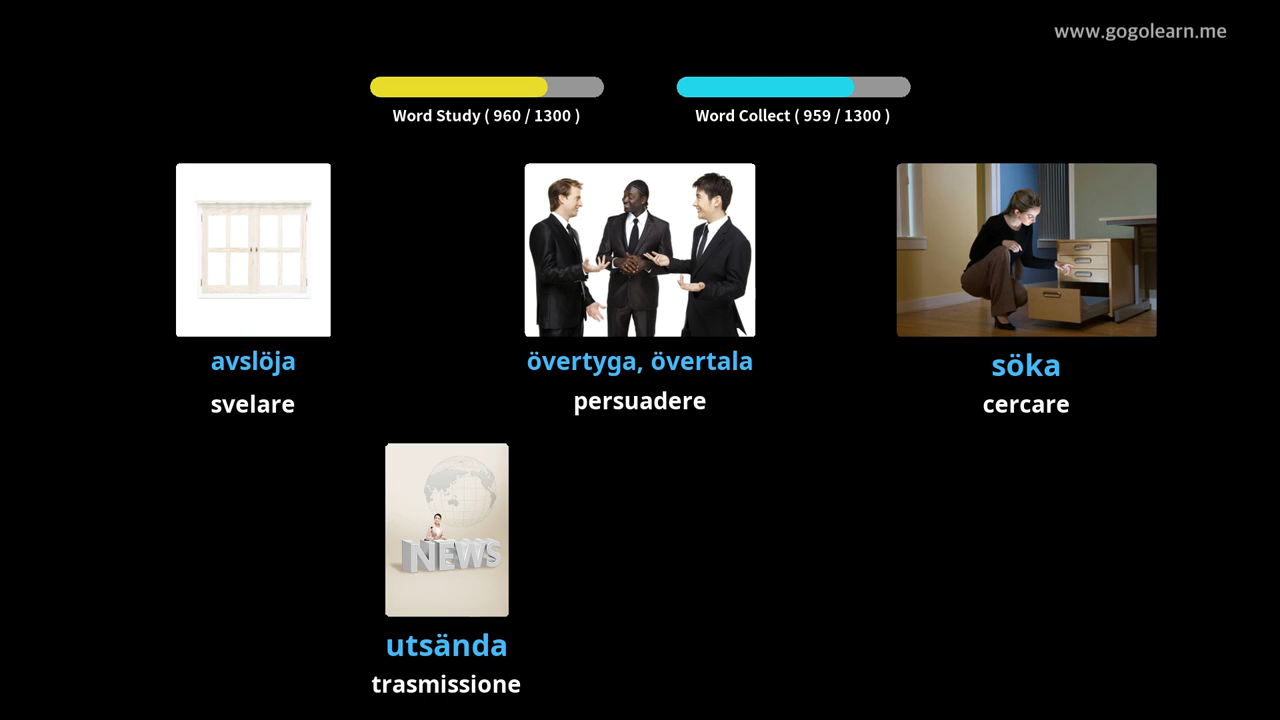 www.gogolearn.me
Word Study ( 960 / 1300 )
Word Collect ( 959 / 1300 )
avslöja
svelare
övertyga, övertala
persuadere
söka
cercare
NEWS
utsända
trasmissione